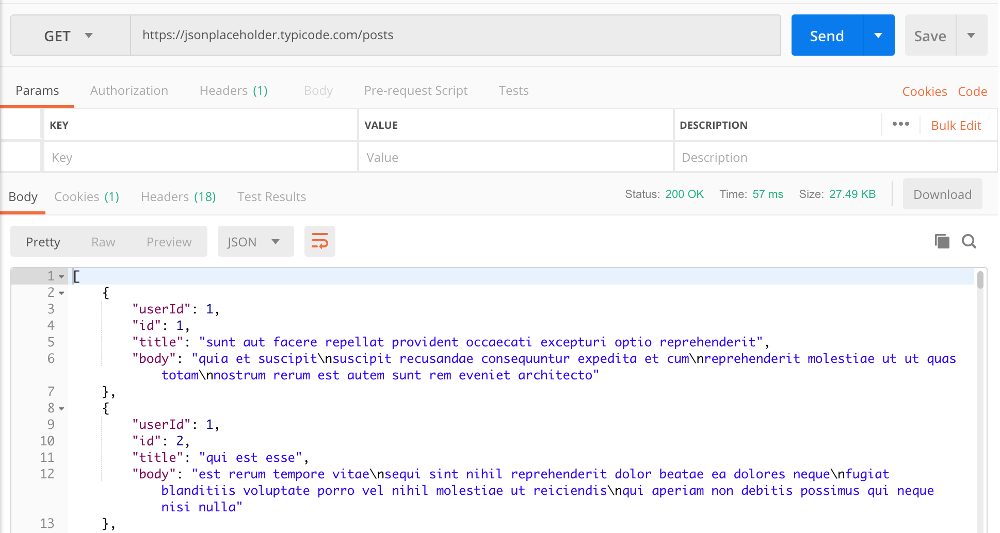 GET https://jsonplaceholder.typicode.com/posts Send Save
Params Authorization Headers (1) Body Pre-request Script Tests Cookies Code
KEY VALUE DESCRIPTION ••• Bulk Edit
Key Value Description
Body Cookies (1) Headers (18) Test Results Status: 200 OK Time: 57 ms Size: 27.49 KB Download
Pretty Raw Preview JSON
1 [
2 {
3 "userId": 1,
4 "id": 1,
5 "title": "sunt aut facere repellat provident occaecati excepturi optio reprehenderit",
6 "body": "quia et suscipit\nsuscipit recusandae consequuntur expedita et cum\nreprehenderit molestiae ut ut quas
totam\nnostrum rerum est autem sunt rem eveniet architecto"
7 },
8 {
9 "userId": 1,
10 "id": 2,
11 "title": "qui est esse",
12 "body": "est rerum tempore vitae\nsequi sint nihil reprehenderit dolor beatae ea dolores neque\nfugiat
blanditiis voluptate porro vel nihil molestiae ut reiciendis\nqui aperiam non debitis possimus qui neque
nisi nulla"
13 },